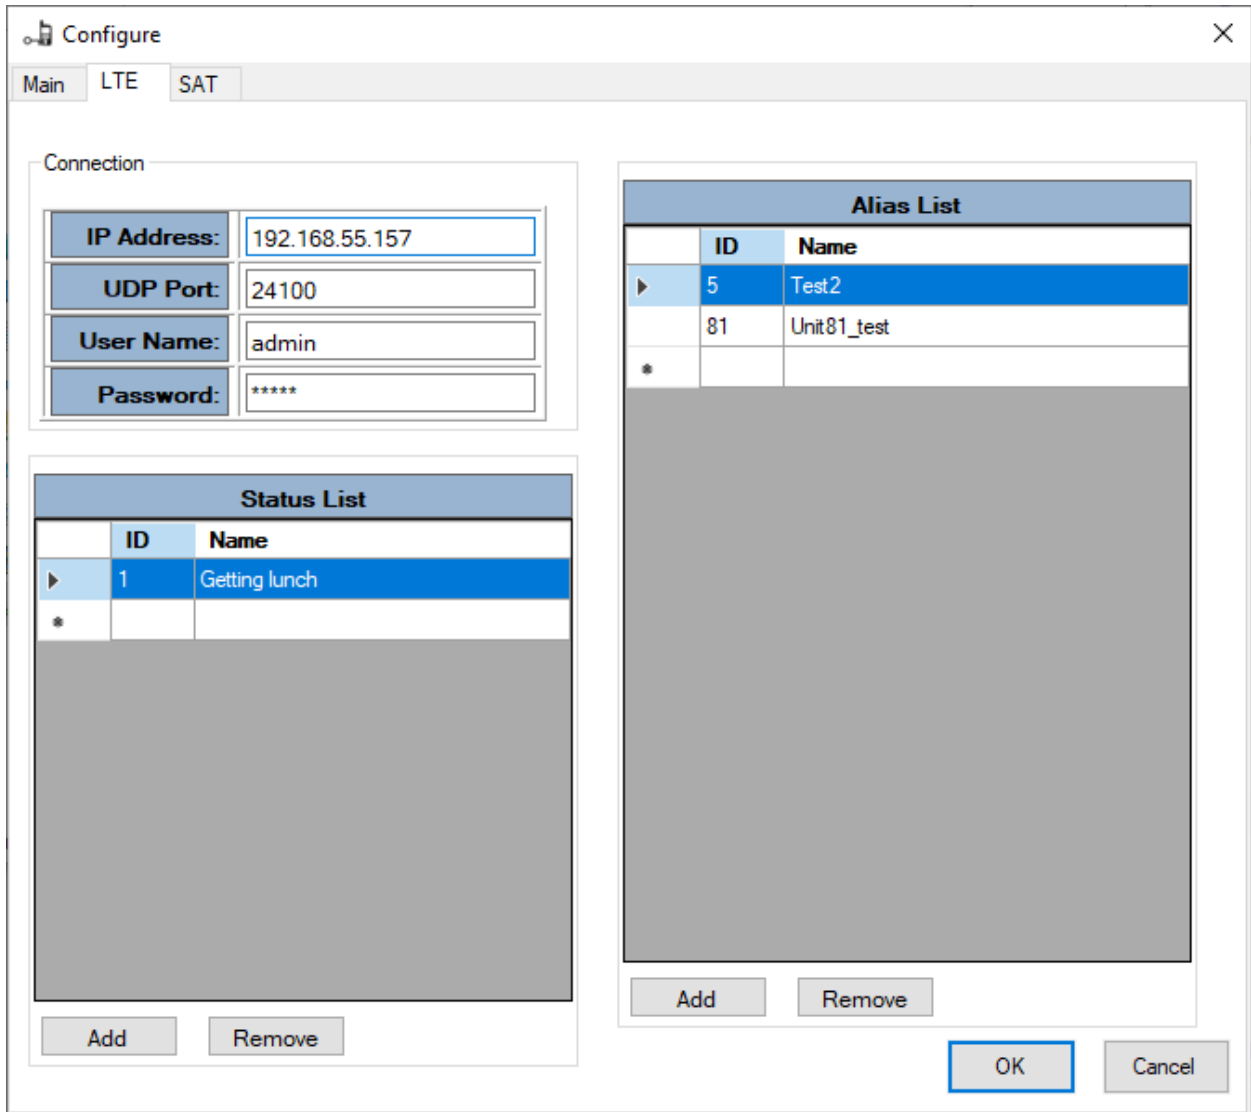 Configure
Main LTE SAT
Connection
IP Address: 192.168.55.157
UDP Port: 24100
User Name: admin
Password: *****
Status List
ID Name
1 Getting lunch
Add Remove
Alias List
ID Name
5 Test2
81 Unit81_test
Add Remove
OK Cancel